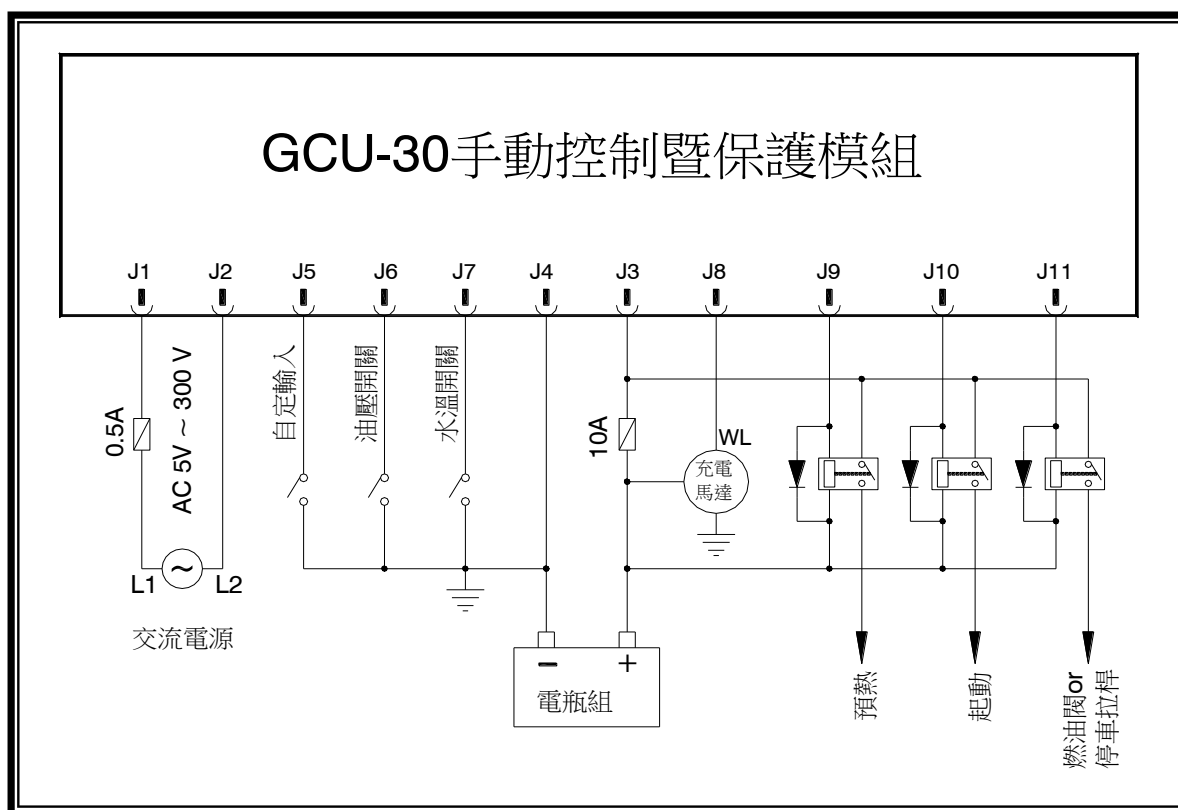 GCU-30手動控制暨保護模組
J1 J2 J5 J6 J7 J4 J3 J8 J9 J10 J11
0.5A
AC 5V ~ 300 V
自定輸入
油壓開關
水溫開關
10A
WL
充電
馬達
L1 ~ L2
交流電源
− +
電瓶組
預熱
起動
燃油閥or
停車拉桿